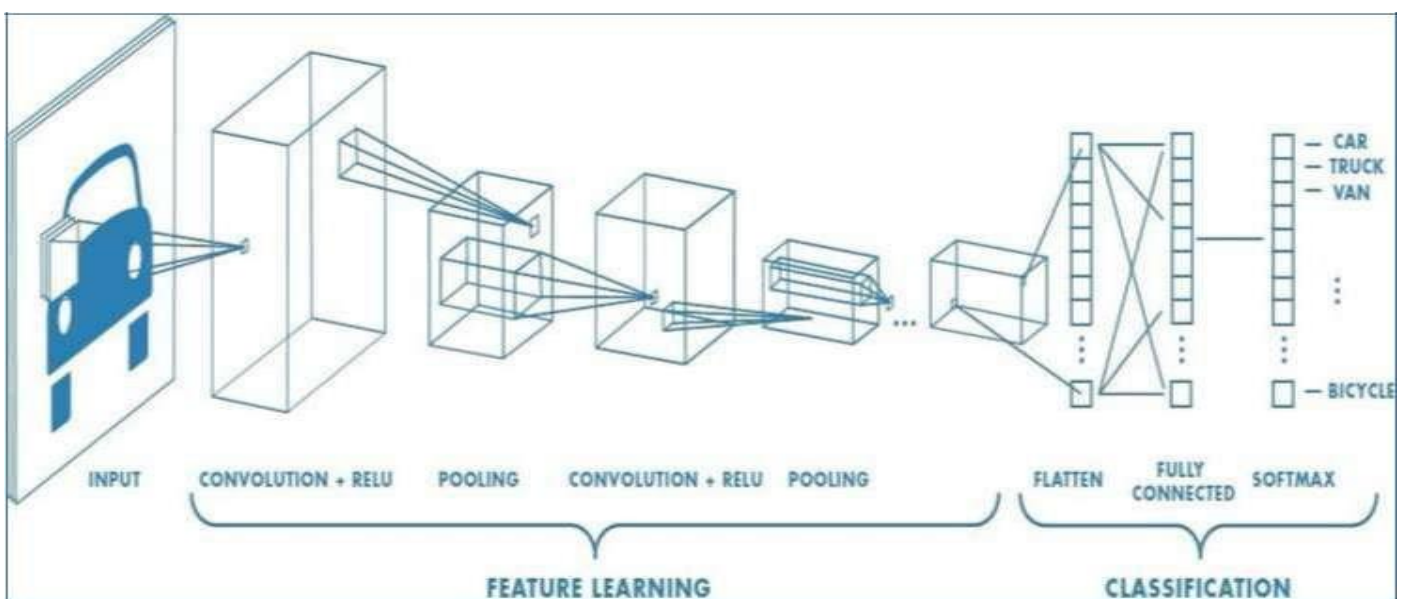 CAR
TRUCK
VAN
BICYCLE
INPUT
CONVOLUTION + RELU
POOLING
CONVOLUTION + RELU
POOLING
FLATTEN
FULLY
CONNECTED
SOFTMAX
FEATURE LEARNING
CLASSIFICATION